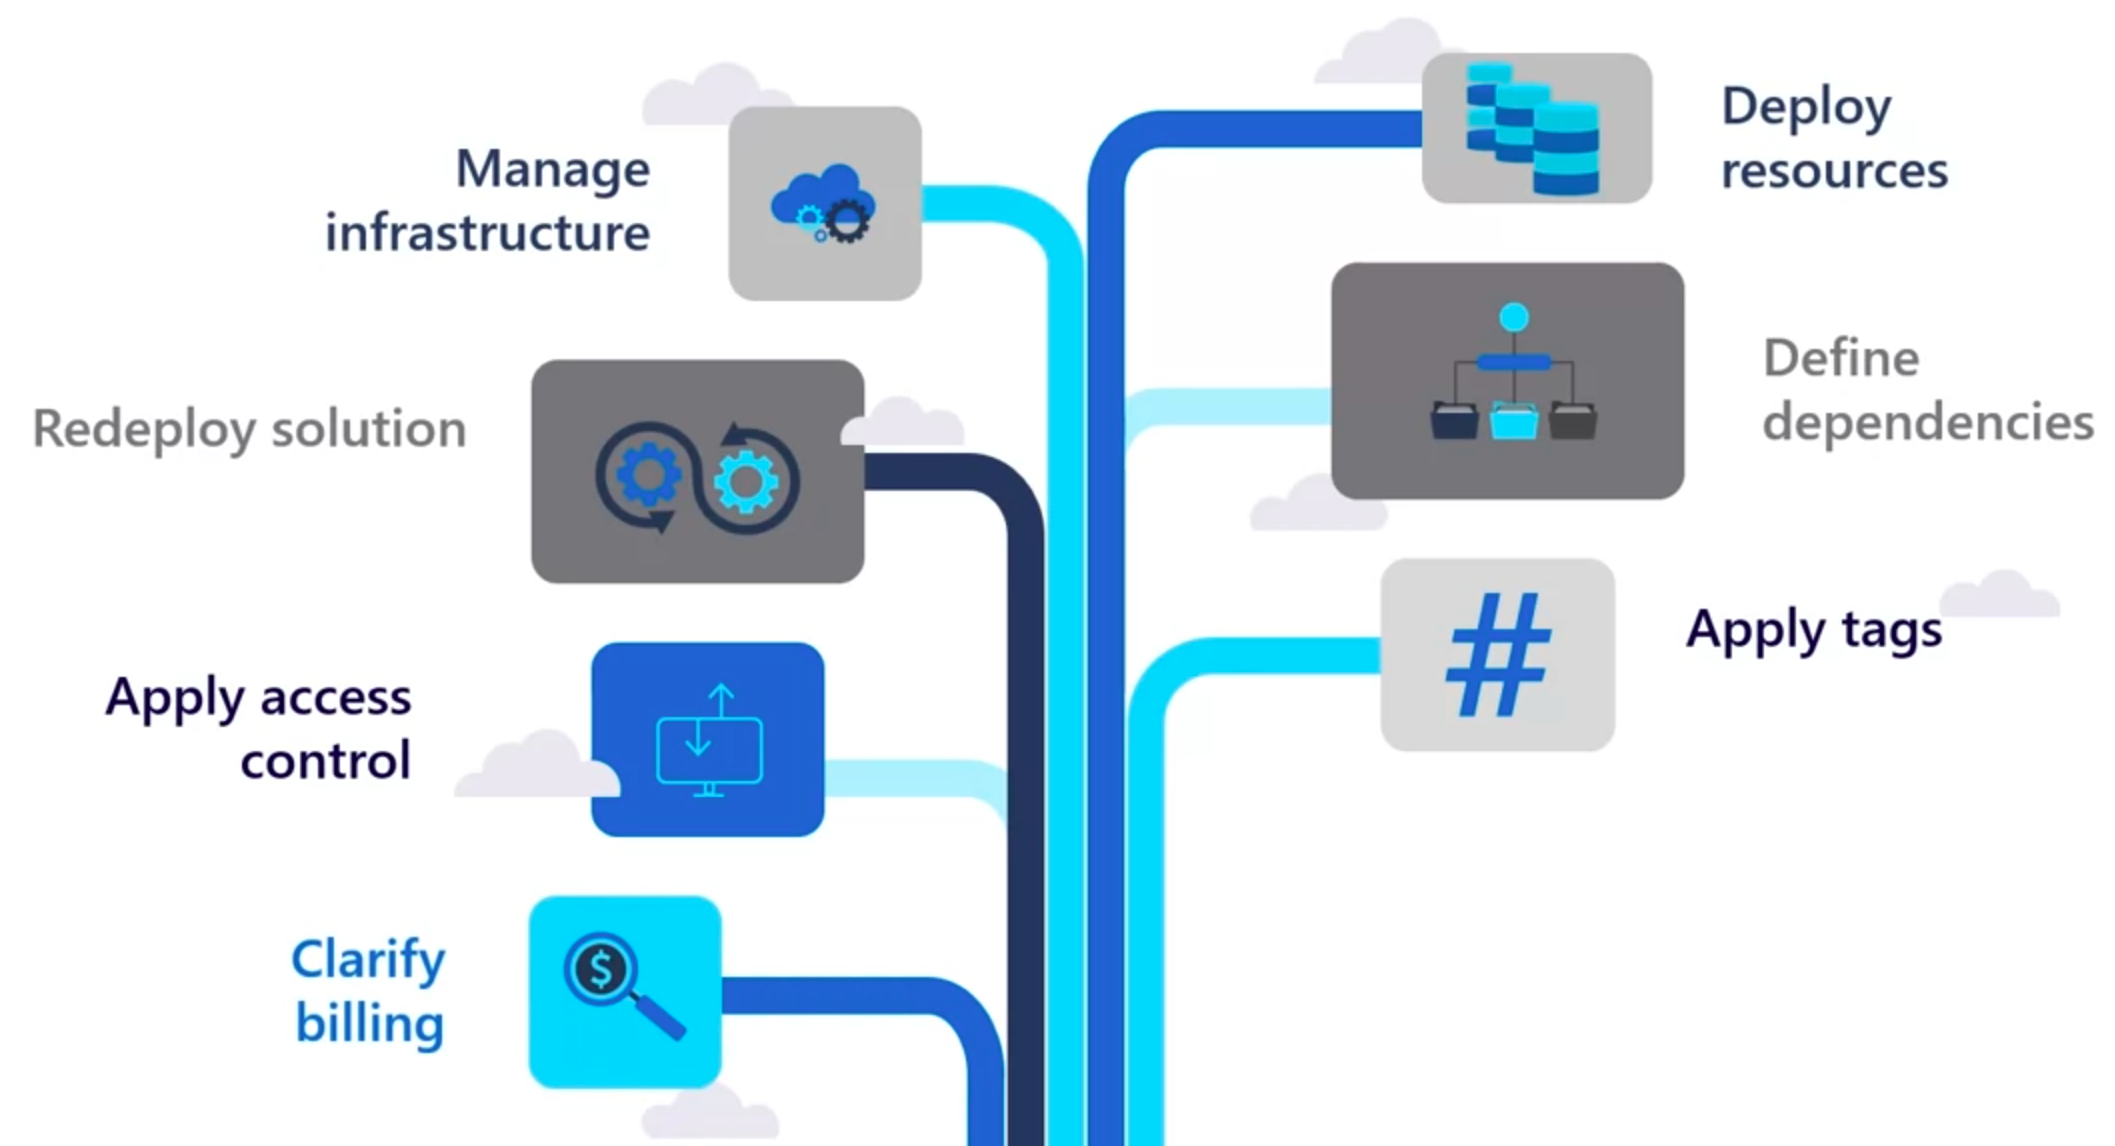 Manage
infrastructure
Redeploy solution
Apply access
control
Clarify
billing
$
Deploy
resources
Define
dependencies
#
Apply tags